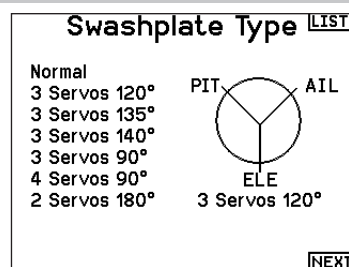 Swashplate Type LIST
Normal
3 Servos 120°
3 Servos 135°
3 Servos 140°
3 Servos 90°
4 Servos 90°
2 Servos 180°
PIT AIL
ELE
3 Servos 120°
NEXT